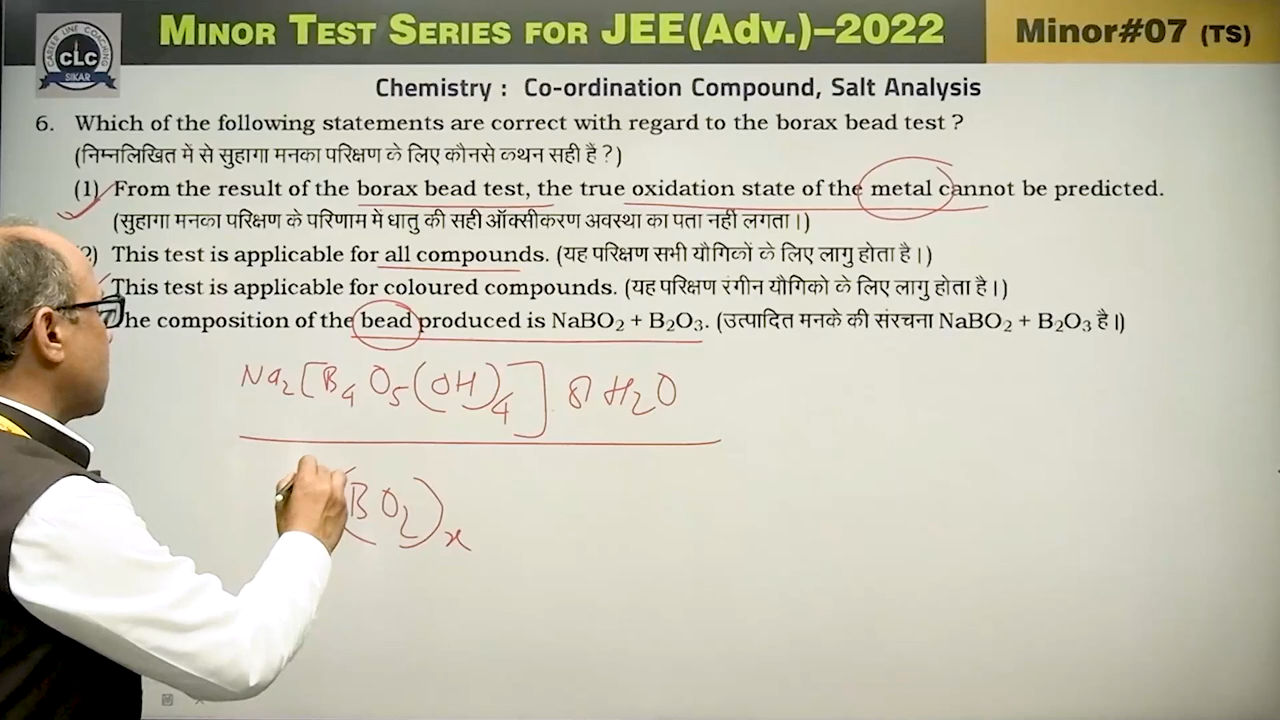 CAREER LINE COACHING
CLC
SIKAR
MINOR TEST SERIES FOR JEE(Adv.)–2022
Minor#07 (TS)
Chemistry : Co-ordination Compound, Salt Analysis
6. Which of the following statements are correct with regard to the borax bead test ?
(निम्नलिखित में से सुहागा मनका परिक्षण के लिए कौनसे कथन सही हैं ?)
(1) From the result of the borax bead test, the true oxidation state of the metal cannot be predicted.
(सुहागा मनका परिक्षण के परिणाम में धातु की सही ऑक्सीकरण अवस्था का पता नहीं लगता।)
2) This test is applicable for all compounds. (यह परिक्षण सभी यौगिकों के लिए लागु होता है।)
This test is applicable for coloured compounds. (यह परिक्षण रंगीन यौगिको के लिए लागु होता है।)
he composition of the bead produced is NaBO₂ + B₂O₃. (उत्पादित मनके की संरचना NaBO₂ + B₂O₃ है।)
Na₂[B₄O₅(OH)₄] 8H₂O
(BO₂)ₓ